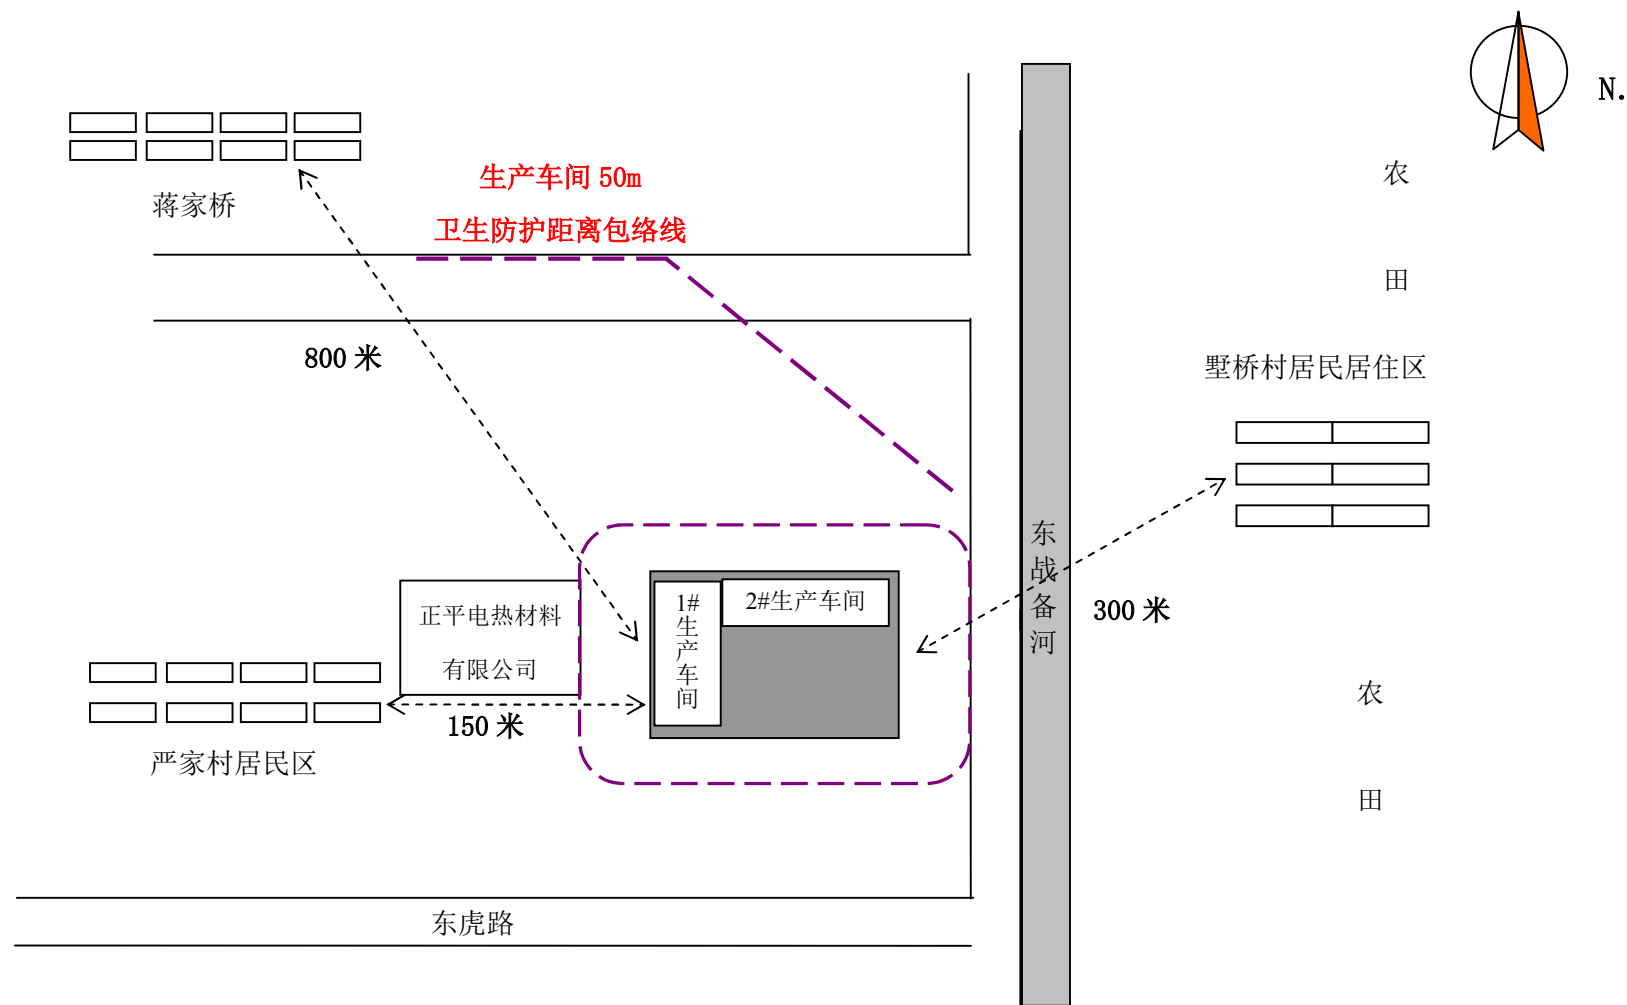 N.
生产车间 50m
卫生防护距离包络线
蒋家桥
农
田
800 米
墅桥村居民居住区
东战备河
300 米
1#生产车间
2#生产车间
正平电热材料
有限公司
150 米
严家村居民区
农
田
东虎路